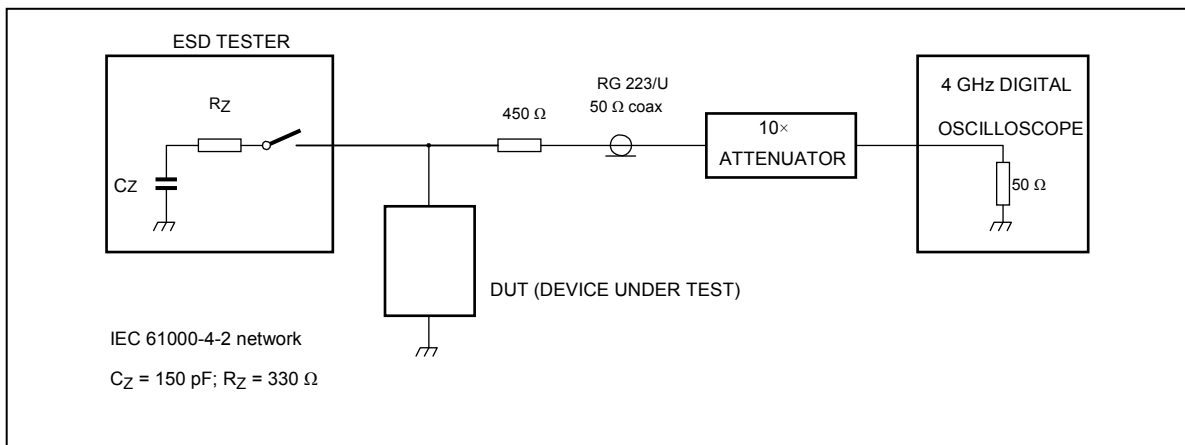 ESD TESTER
RZ
CZ
450 Ω
RG 223/U
50 Ω coax
10×
ATTENUATOR
4 GHz DIGITAL
OSCILLOSCOPE
50 Ω
DUT (DEVICE UNDER TEST)
IEC 61000-4-2 network
CZ = 150 pF; RZ = 330 Ω